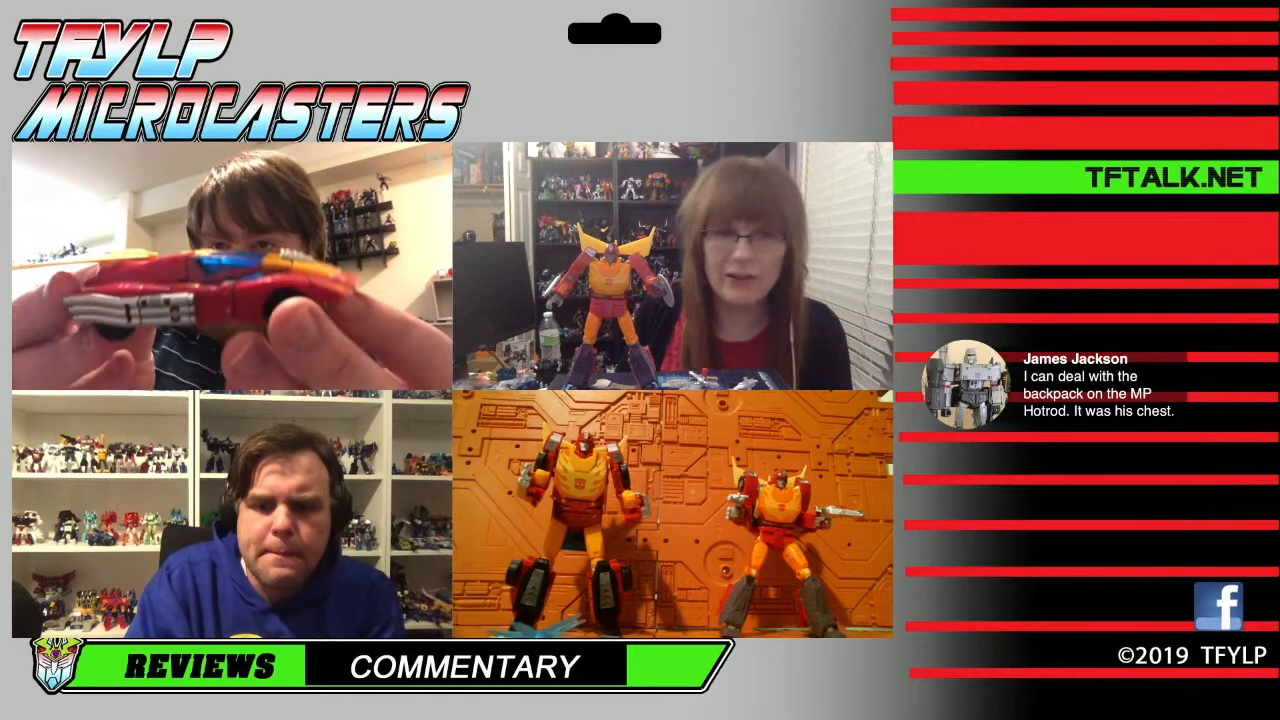 TFYLP
MICROCASTERS
TFTALK.NET
James Jackson
I can deal with the
backpack on the MP
Hotrod. It was his chest.
f
©2019 TFYLP
REVIEWS
COMMENTARY